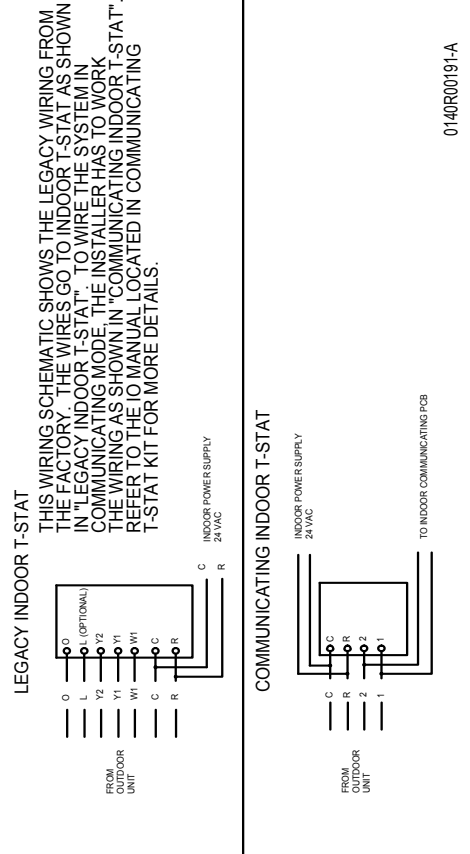 LEGACY INDOOR T-STAT
THIS WIRING SCHEMATIC SHOWS THE LEGACY WIRING FROM
THE FACTORY. THE WIRES GO TO INDOOR T-STAT AS SHOWN
IN "LEGACY INDOOR T-STAT". TO WIRE THE SYSTEM IN
COMMUNICATING MODE, THE INSTALLER HAS TO WORK
THE WIRING AS SHOWN IN "COMMUNICATING INDOOR T-STAT".
REFER TO THE IO MANUAL LOCATED IN COMMUNICATING
T-STAT KIT FOR MORE DETAILS.
FROM
OUTDOOR
UNIT
O O
L L (OPTIONAL)
Y2 Y2
Y1 Y1
W1 W1
C C
R R
C
R
INDOOR POWER SUPPLY
24 VAC
COMMUNICATING INDOOR T-STAT
INDOOR POWER SUPPLY
24 VAC
FROM
OUTDOOR
UNIT
C C
R R
2 2
1 1
TO INDOOR COMMUNICATING PCB
0140R00191-A